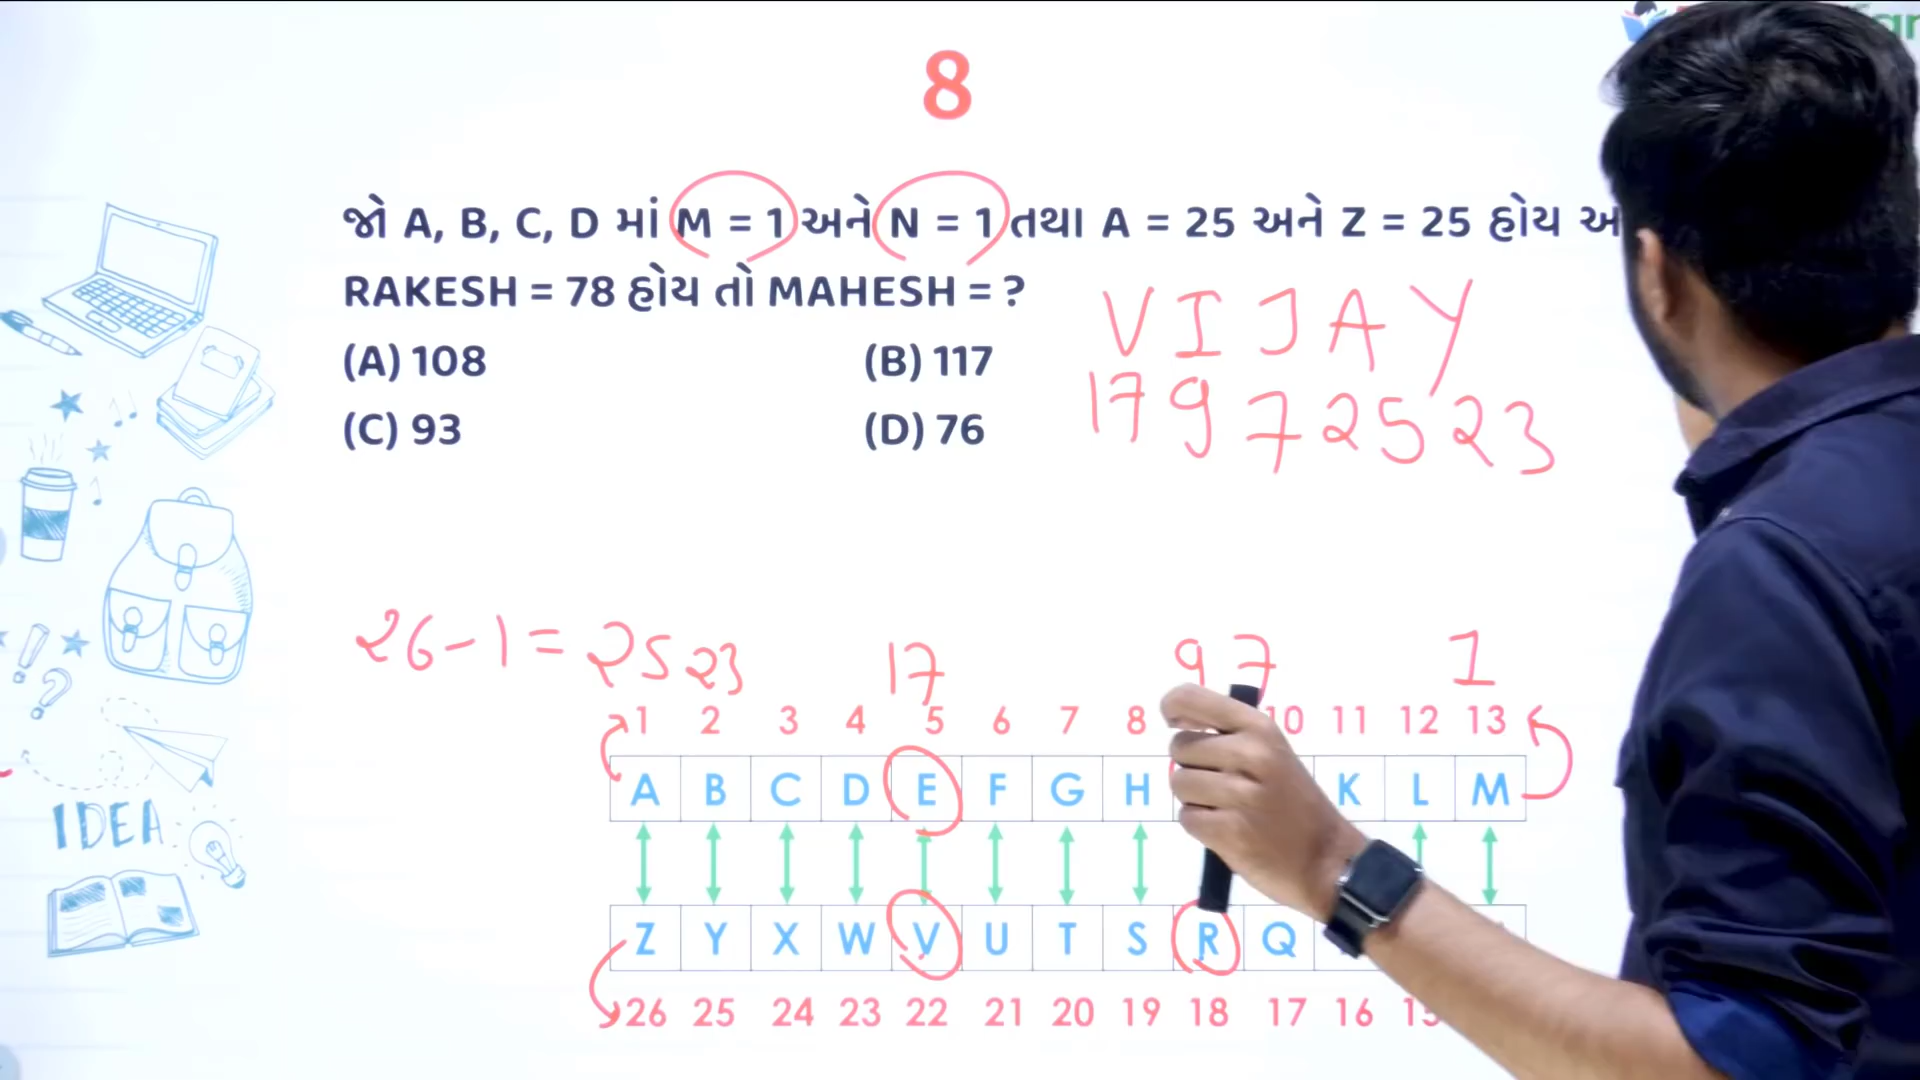 8
જો A, B, C, D માં M = 1 અને N = 1 તથા A = 25 અને Z = 25 હોય
RAKESH = 78 હોય તો MAHESH = ?
(A) 108 (B) 117
(C) 93 (D) 76
V I J A Y
17 9 7 25 23
26-1 = 25 23 17 9 7 1
1 2 3 4 5 6 7 8 10 11 12 13
A B C D E F G H K L M
Z Y X W V U T S R Q
26 25 24 23 22 21 20 19 18 17 16
IDEA